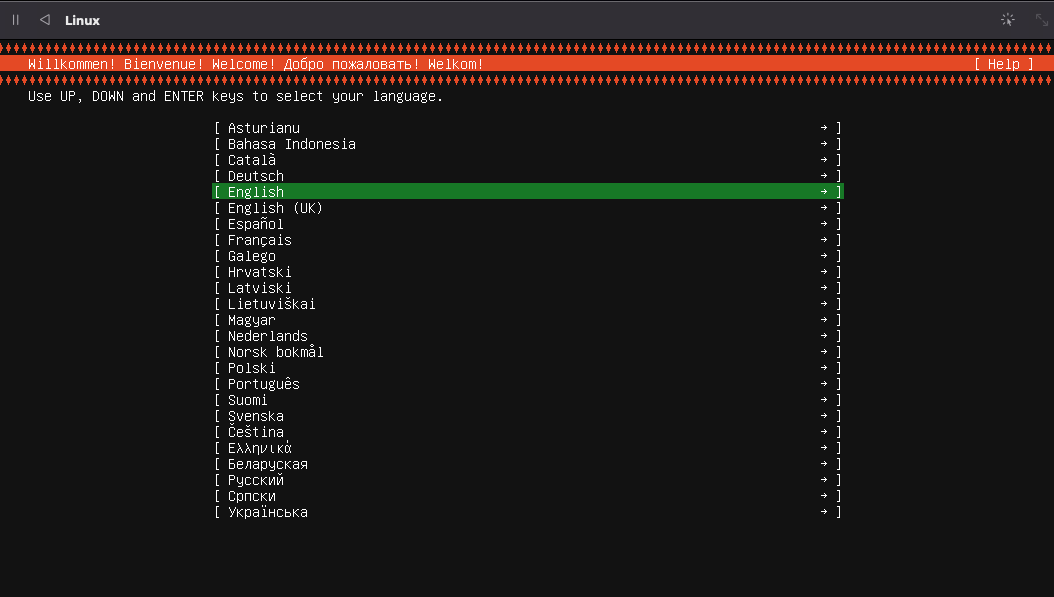 Linux
Willkommen! Bienvenue! Welcome! Добро пожаловать! Welkom! [ Help ]
Use UP, DOWN and ENTER keys to select your language.
[ Asturianu → ]
[ Bahasa Indonesia → ]
[ Català → ]
[ Deutsch → ]
[ English → ]
[ English (UK) → ]
[ Español → ]
[ Français → ]
[ Galego → ]
[ Hrvatski → ]
[ Latviski → ]
[ Lietuviškai → ]
[ Magyar → ]
[ Nederlands → ]
[ Norsk bokmål → ]
[ Polski → ]
[ Português → ]
[ Suomi → ]
[ Svenska → ]
[ Čeština → ]
[ Ελληνικά → ]
[ Беларуская → ]
[ Русский → ]
[ Српски → ]
[ Українська → ]